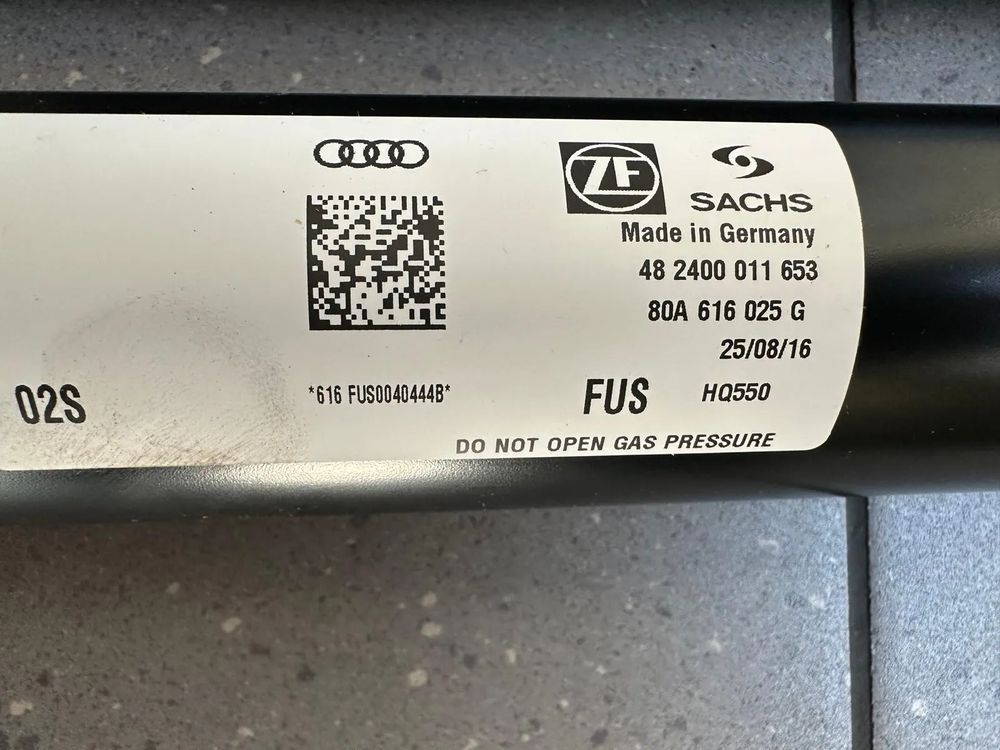 ZF SACHS
Made in Germany
48 2400 011 653
80A 616 025 G
25/08/16
02S *616 FUS0040444B* FUS HQ550
DO NOT OPEN GAS PRESSURE